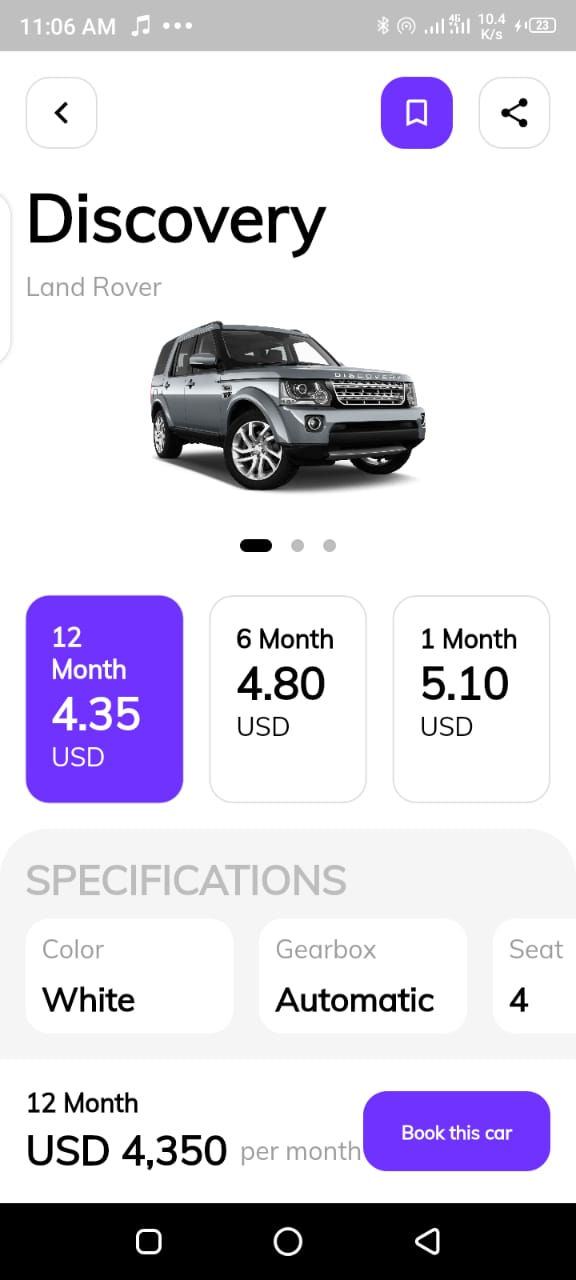 11:06 AM
4G
10.4
K/s
23
Discovery
Land Rover
DISCOVERY
12
Month
4.35
USD
6 Month
4.80
USD
1 Month
5.10
USD
SPECIFICATIONS
Color
White
Gearbox
Automatic
Seat
4
12 Month
USD 4,350 per month
Book this car